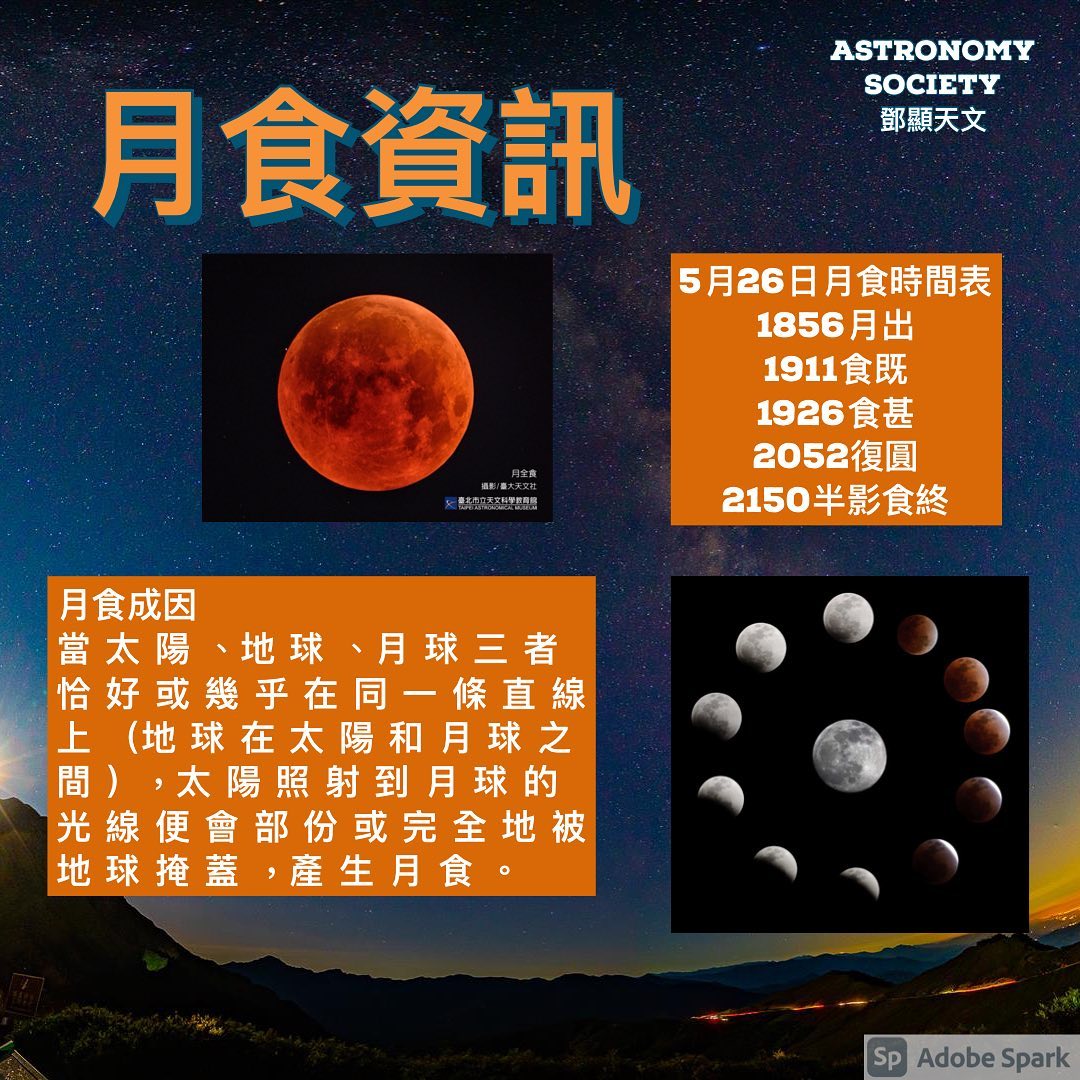 ASTRONOMY
SOCIETY
鄧顯天文
月食資訊
月全食
攝影/臺大天文社
臺北市立天文科學教育館
TAIPEI ASTRONOMICAL MUSEUM
5月26日月食時間表
1856月出
1911食既
1926食甚
2052復圓
2150半影食終
月食成因
當太陽、地球、月球三者
恰好或幾乎在同一條直線
上（地球在太陽和月球之
間），太陽照射到月球的
光線便會部份或完全地被
地球掩蓋，產生月食。
Sp Adobe Spark